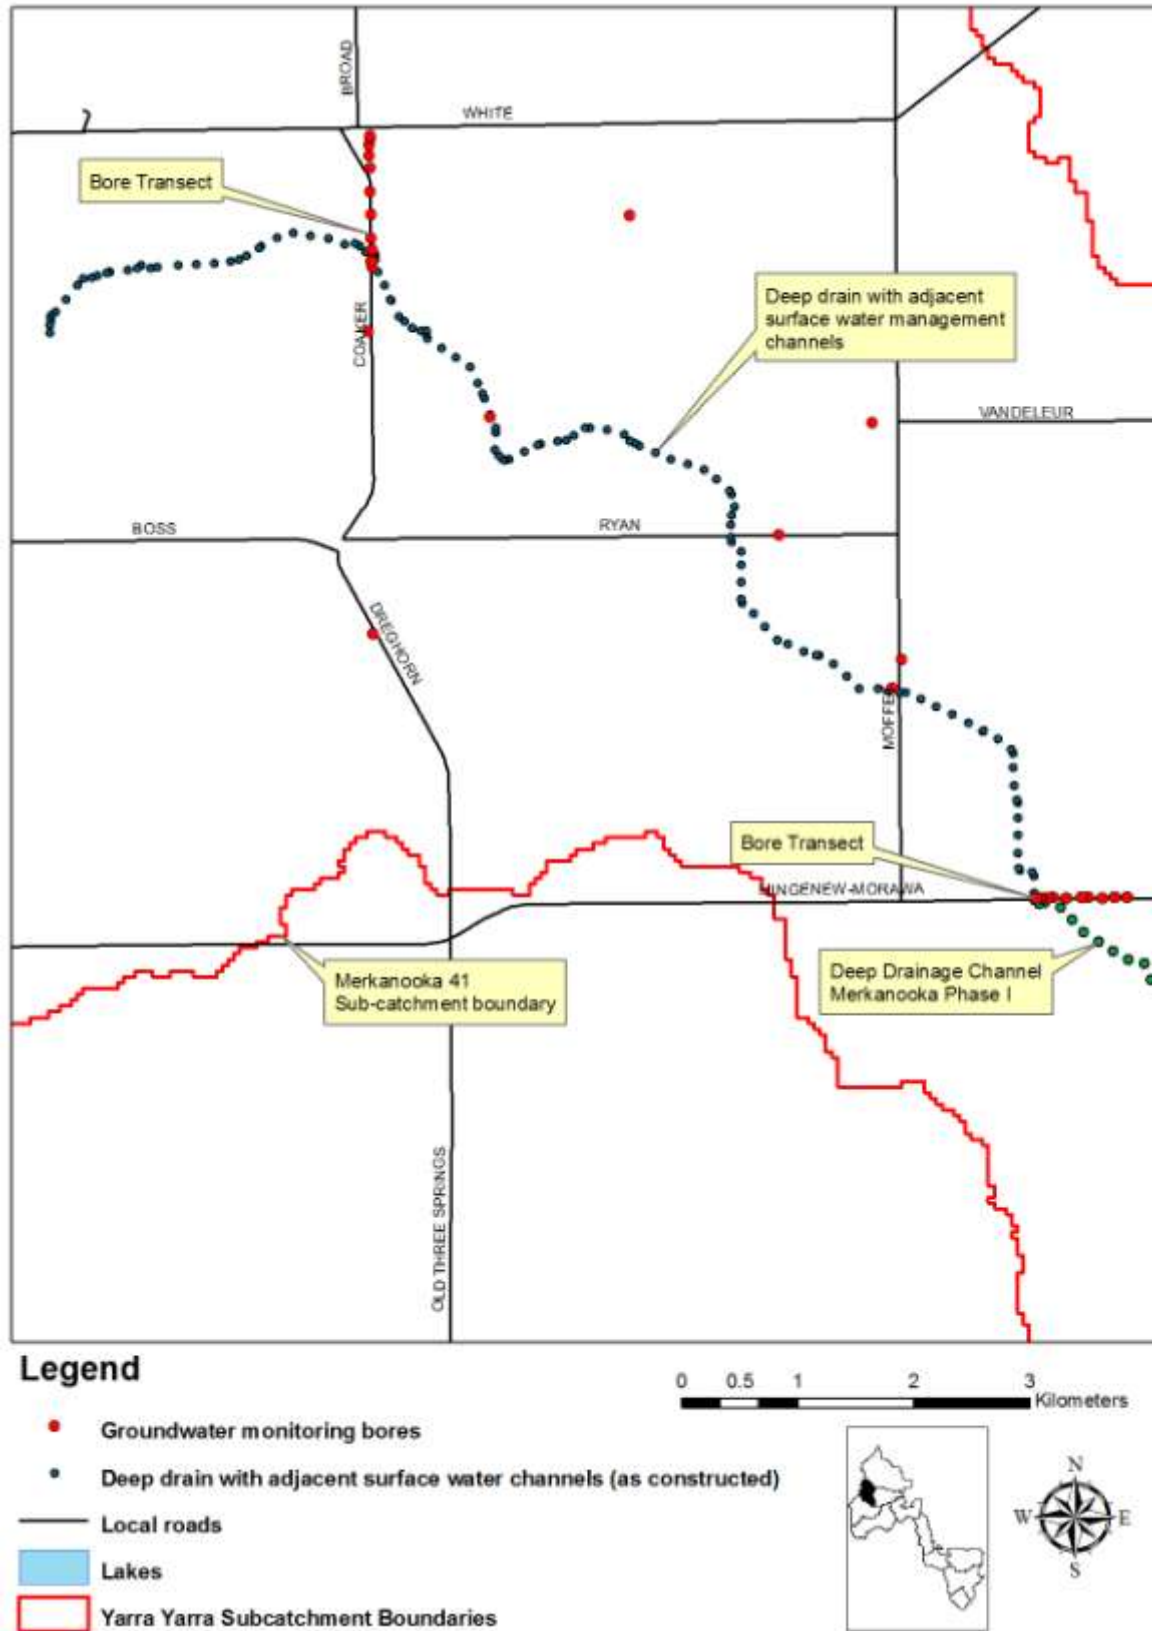 BROAD
WHITE
Bore Transect
Deep drain with adjacent
surface water management
channels
COAKER
VANDELEUR
BOSS
RYAN
DREGHORN
MOFFE
Bore Transect
MINGENEW-MORAWA
Merkanooka 41
Sub-catchment boundary
Deep Drainage Channel
Merkanooka Phase I
OLD THREE SPRINGS
Legend
0 0.5 1 2 3
Kilometers
Groundwater monitoring bores
Deep drain with adjacent surface water channels (as constructed)
Local roads
Lakes
Yarra Yarra Subcatchment Boundaries
N
W E
S